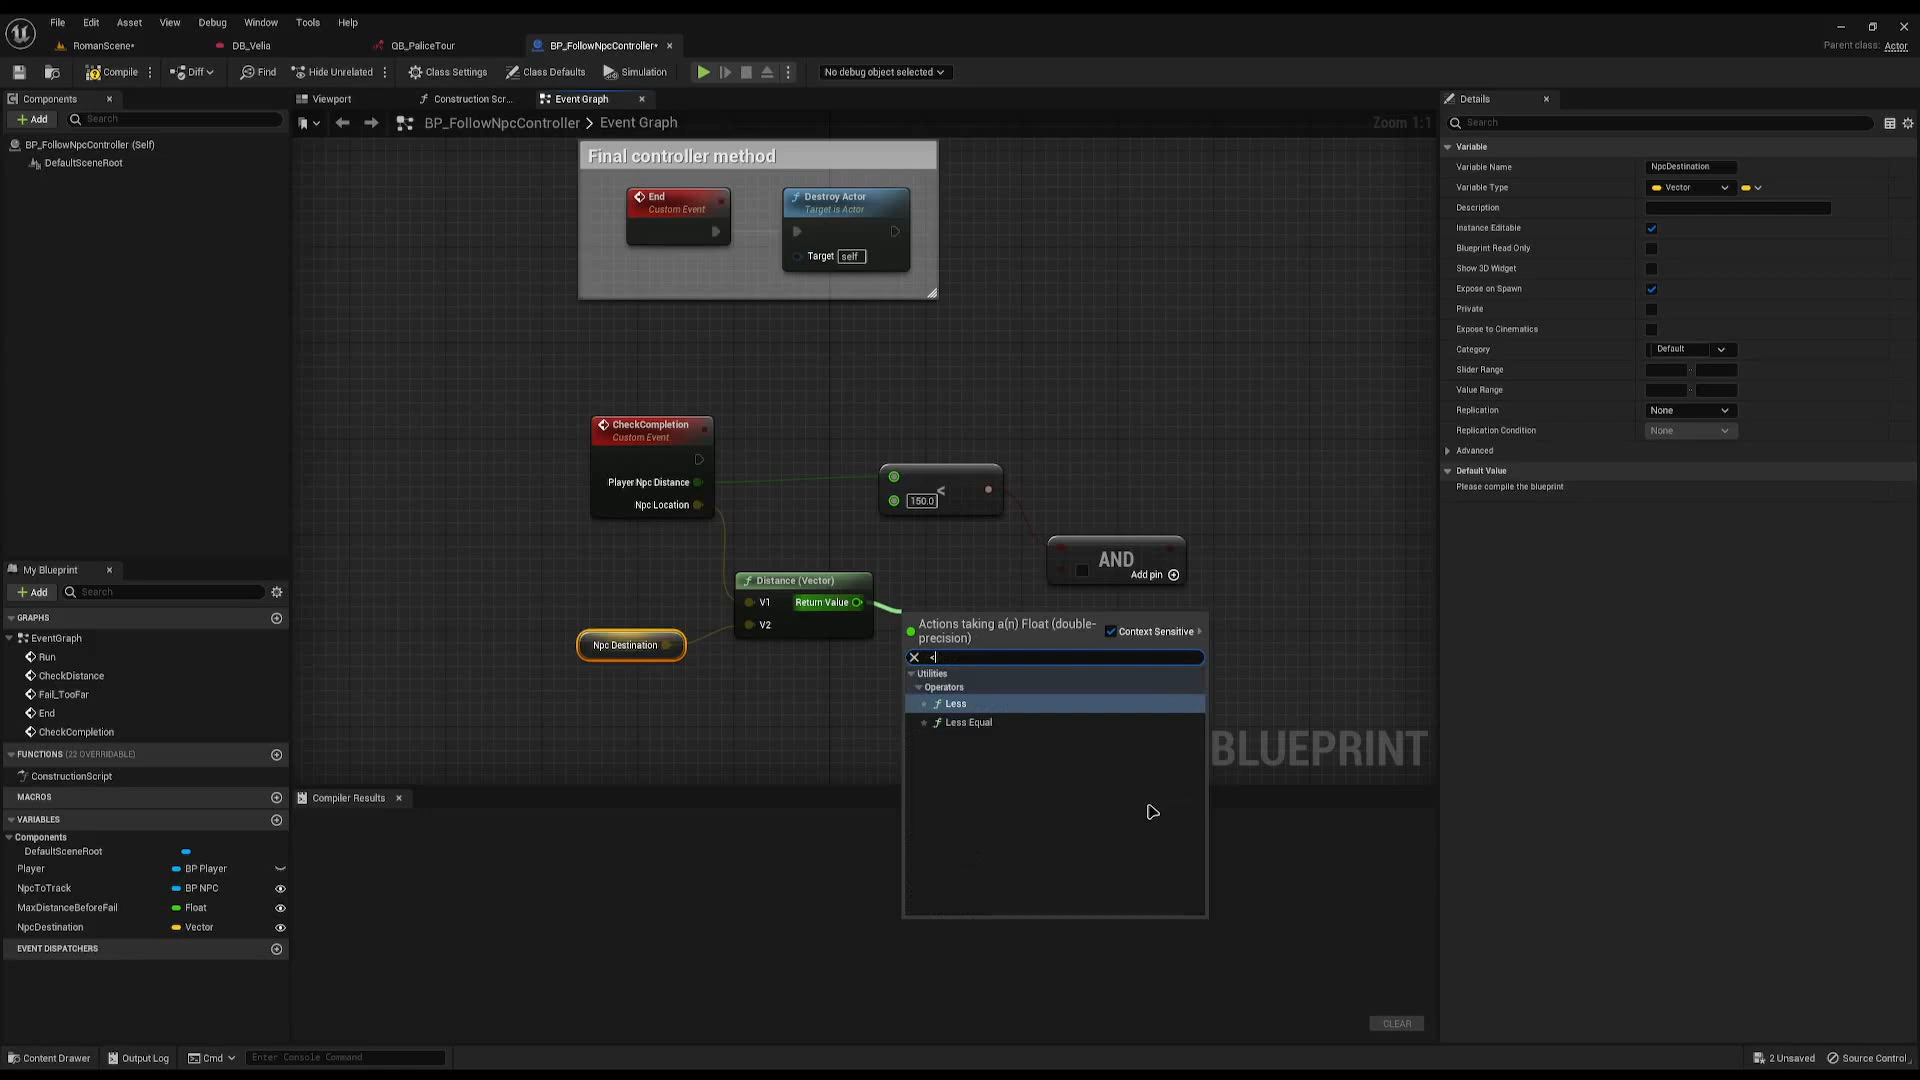 File Edit Asset View Debug Window Tools Help
RomanScene* DB_Velia QB_PaliceTour BP_FollowNpcController*
Parent class: Actor
Compile Diff Find Hide Unrelated Class Settings Class Defaults Simulation No debug object selected
Components
Add Search
BP_FollowNpcController (Self)
DefaultSceneRoot
Viewport Construction Scr... Event Graph
BP_FollowNpcController > Event Graph
Zoom 1:1
Final controller method
End
Custom Event
Destroy Actor
Target is Actor
Target self
CheckCompletion
Custom Event
Player Npc Distance
Npc Location
<
150.0
AND
Add pin
Distance (Vector)
V1 Return Value
V2
Npc Destination
Actions taking a(n) Float (double-
precision)
Context Sensitive
<
Utilities
Operators
Less
Less Equal
BLUEPRINT
My Blueprint
Add Search
GRAPHS
EventGraph
Run
CheckDistance
Fail_TooFar
End
CheckCompletion
FUNCTIONS (22 OVERRIDABLE)
ConstructionScript
MACROS
VARIABLES
Components
DefaultSceneRoot
Player BP Player
NpcToTrack BP NPC
MaxDistanceBeforeFail Float
NpcDestination Vector
EVENT DISPATCHERS
Compiler Results
CLEAR
Details
Search
Variable
Variable Name NpcDestination
Variable Type Vector
Description
Instance Editable
Blueprint Read Only
Show 3D Widget
Expose on Spawn
Private
Expose to Cinematics
Category Default
Slider Range
Value Range
Replication None
Replication Condition None
Advanced
Default Value
Please compile the blueprint
Content Drawer Output Log Cmd Enter Console Command
2 Unsaved Source Control